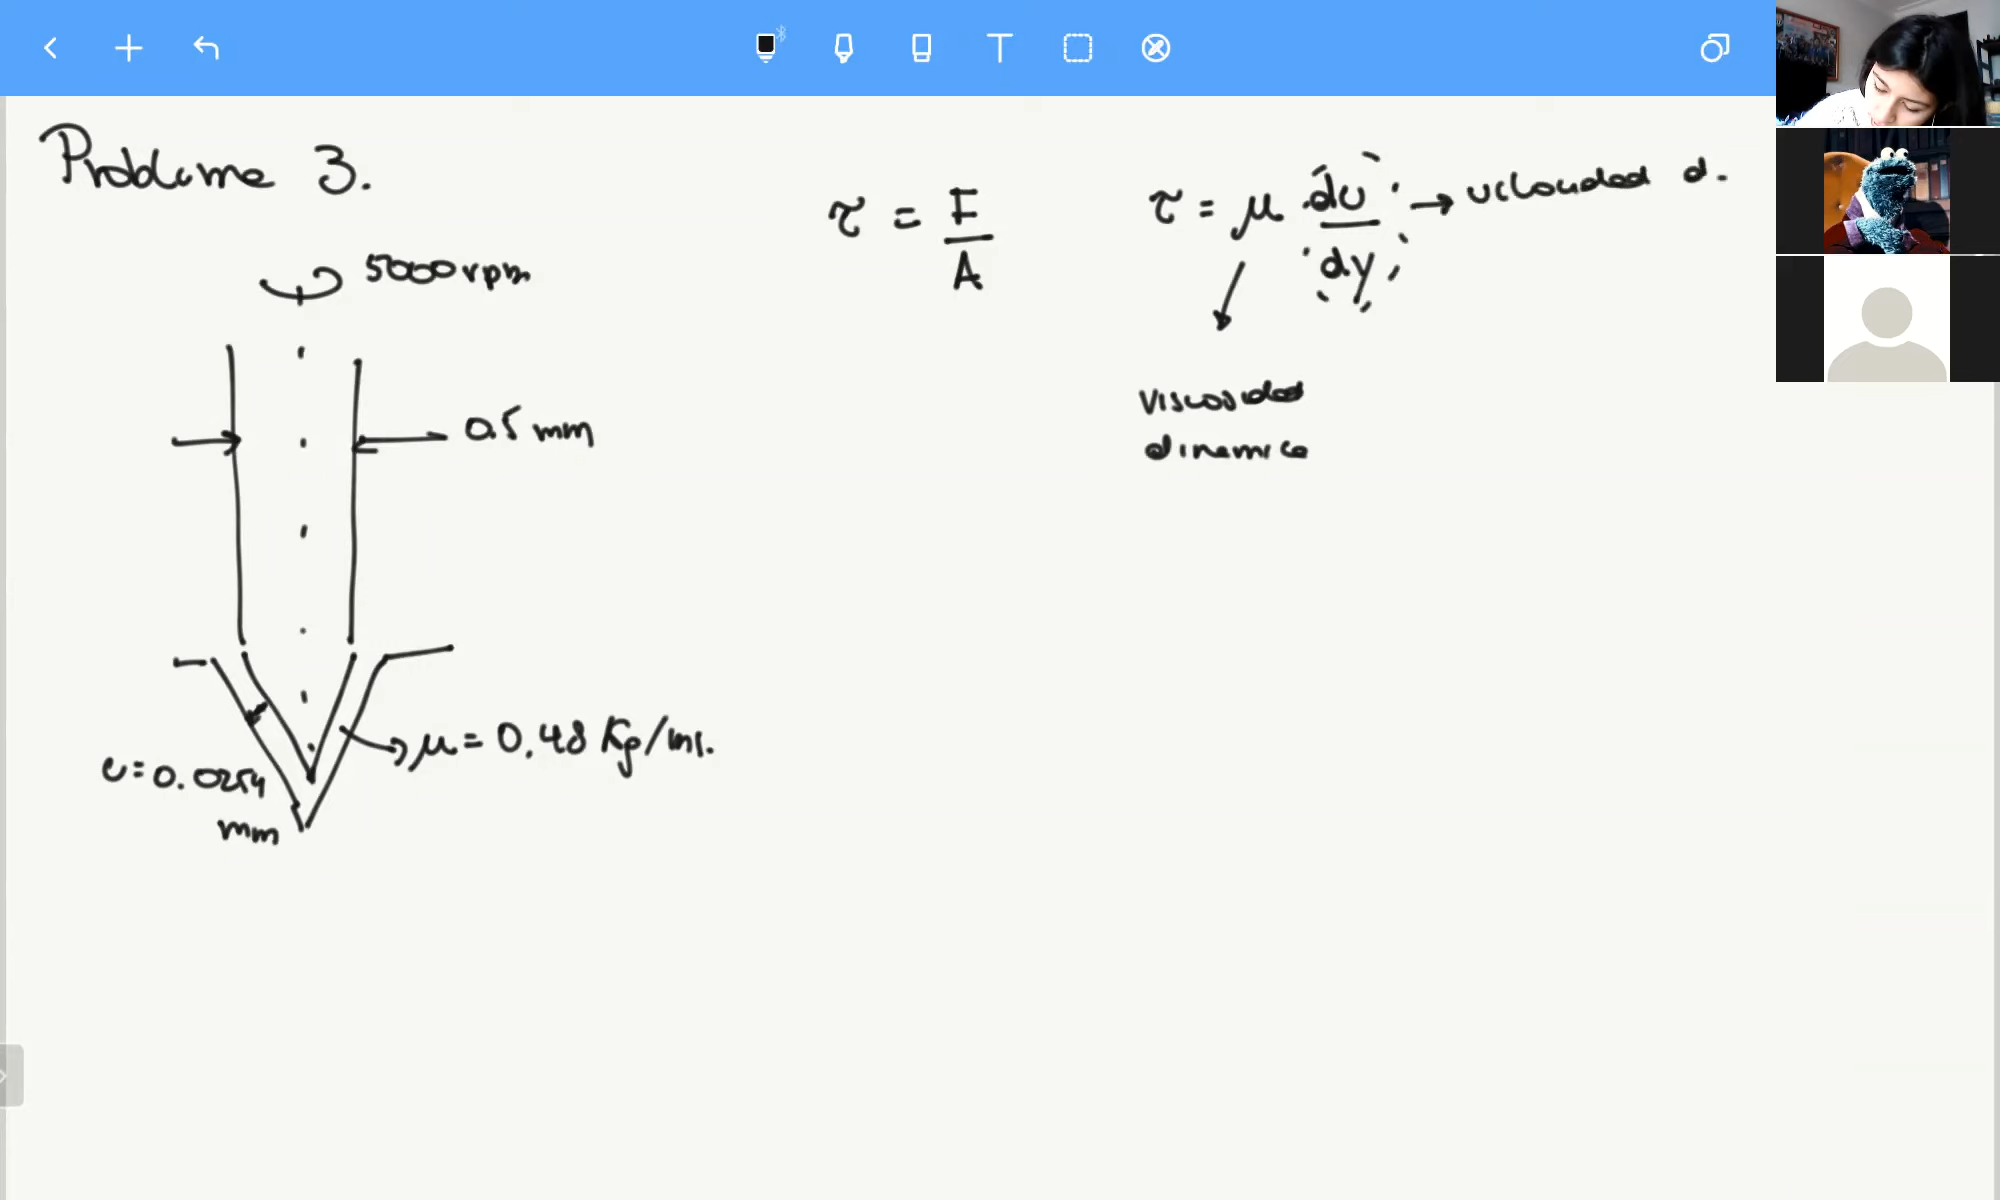 Problema 3.
τ = F/A
τ = μ du/dy → velocidad d.
5000 rpm
viscosidad
dinamica
0.5 mm
μ = 0.48 Kg/ms.
e = 0.0254
mm
T